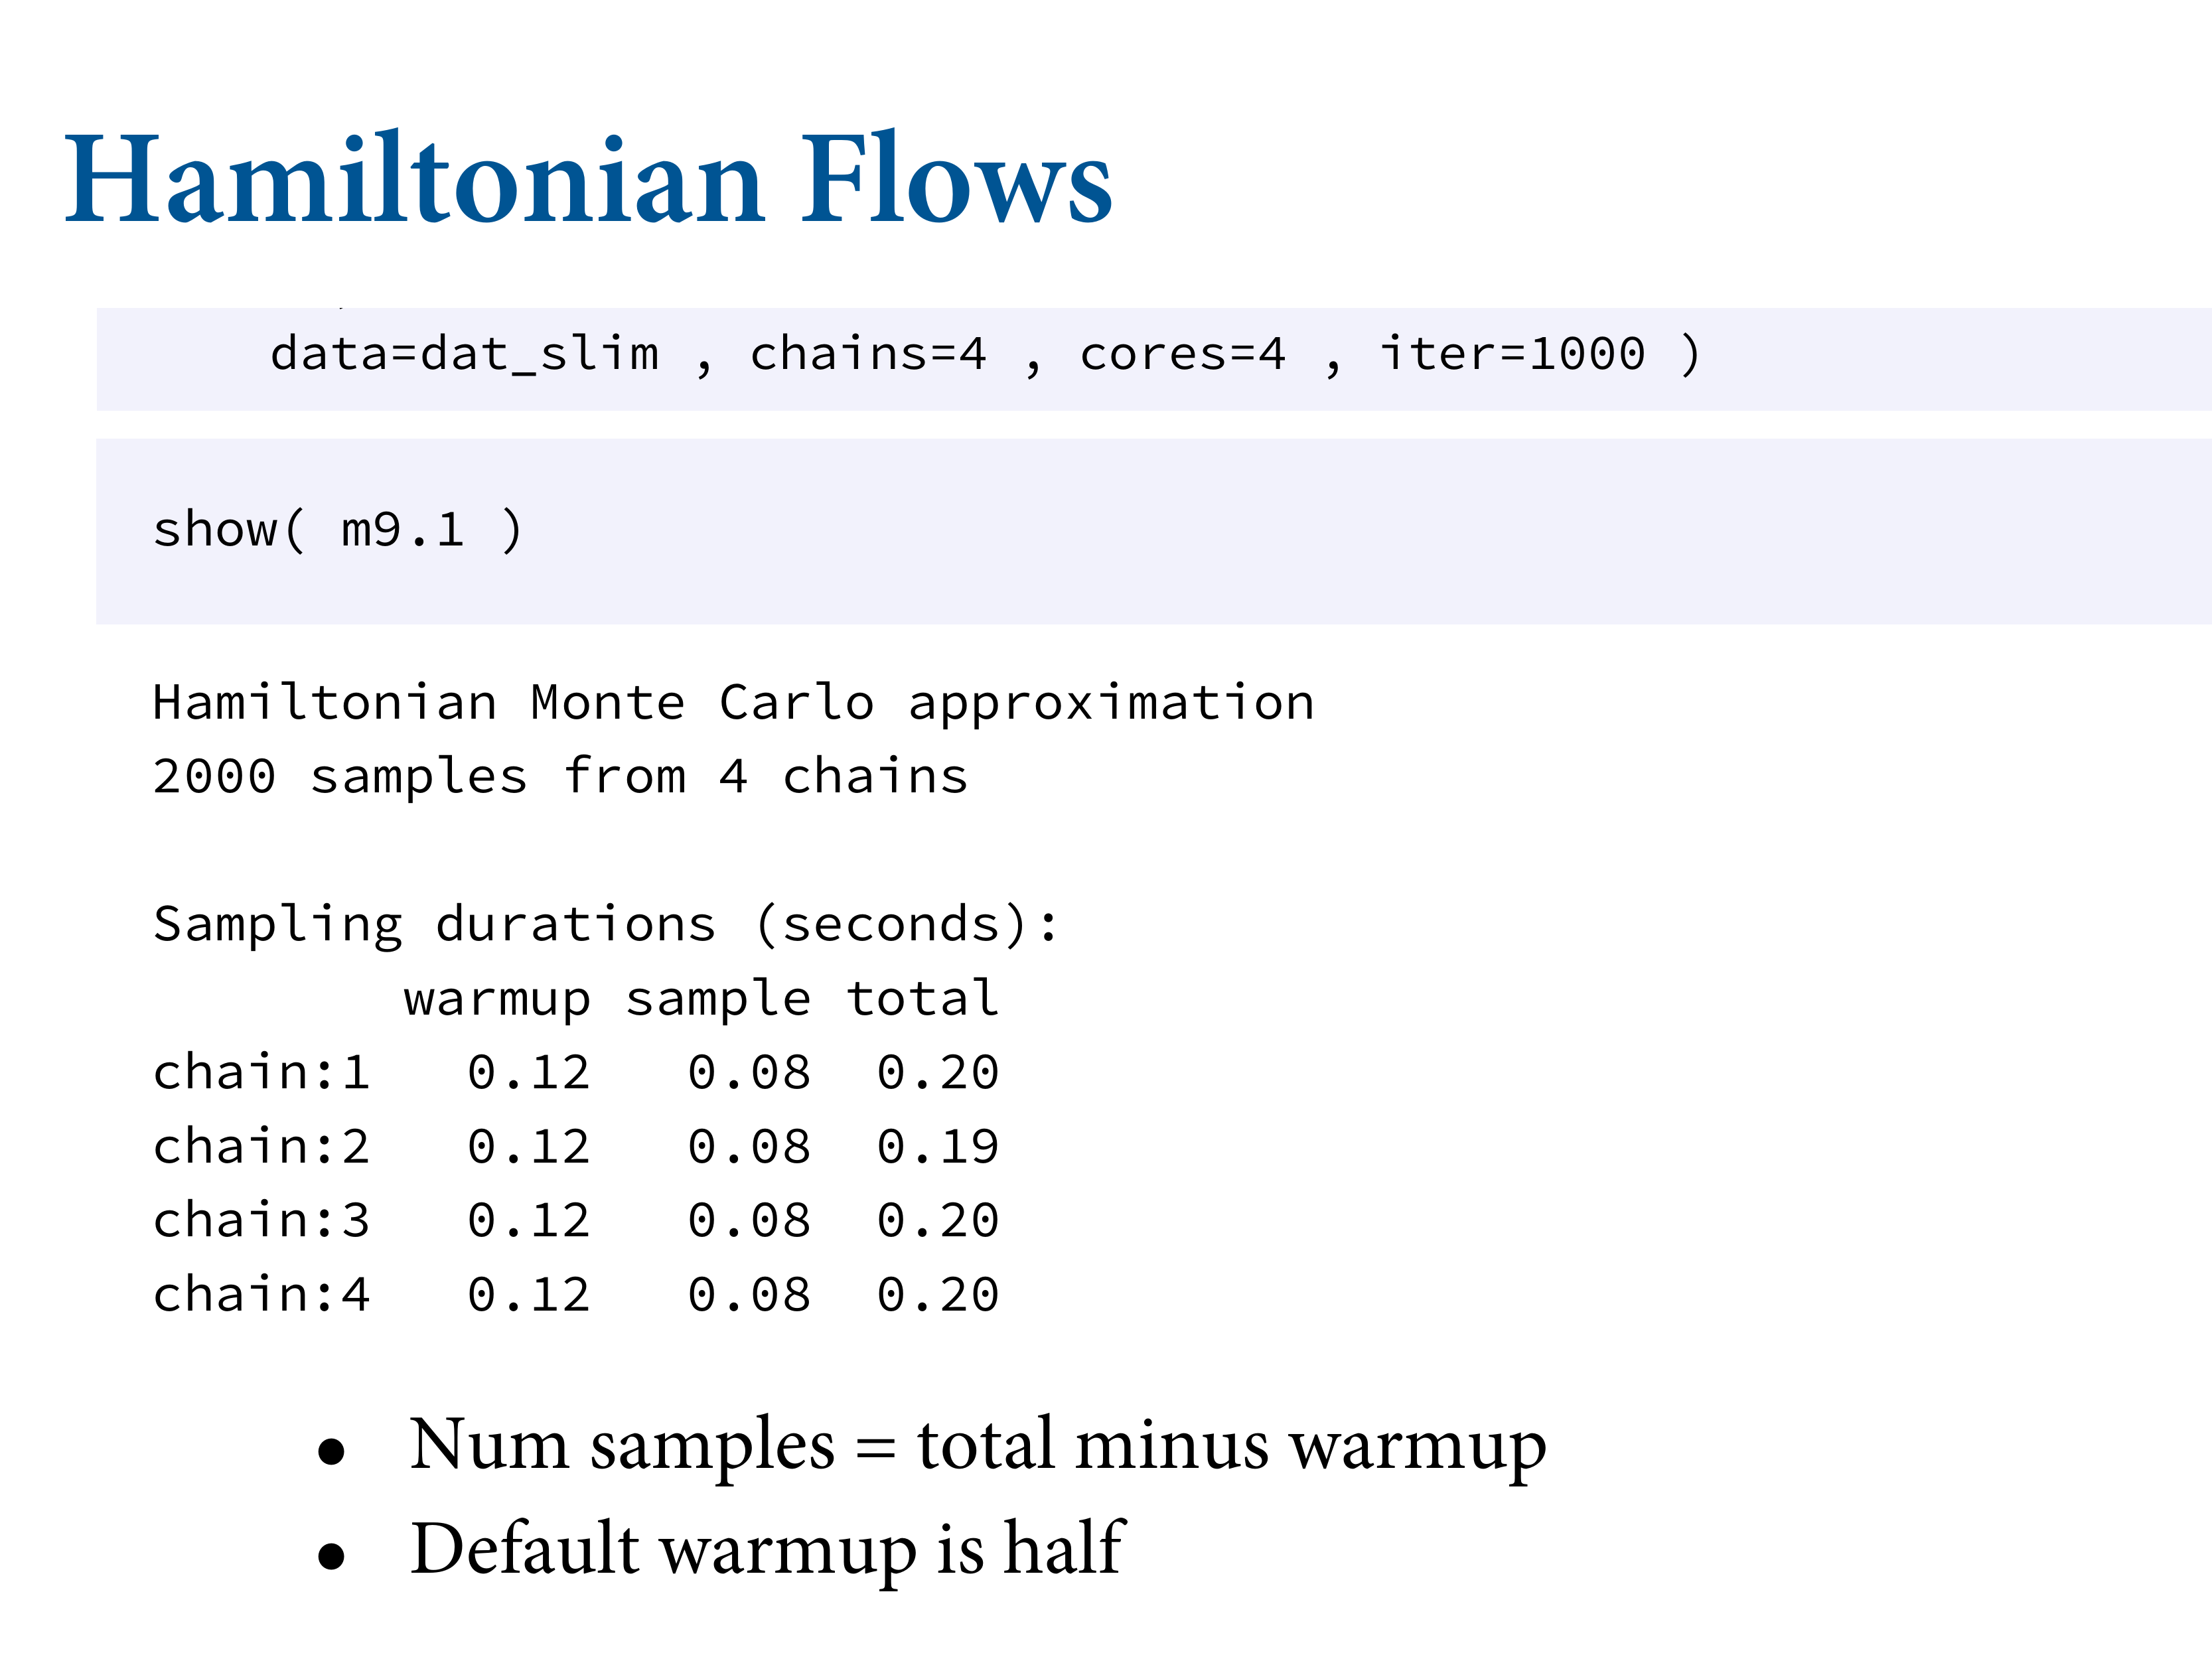 Hamiltonian Flows
data=dat_slim , chains=4 , cores=4 , iter=1000 )
show( m9.1 )
Hamiltonian Monte Carlo approximation
2000 samples from 4 chains
Sampling durations (seconds):
warmup sample total
chain:1 0.12 0.08 0.20
chain:2 0.12 0.08 0.19
chain:3 0.12 0.08 0.20
chain:4 0.12 0.08 0.20
• Num samples = total minus warmup
• Default warmup is half